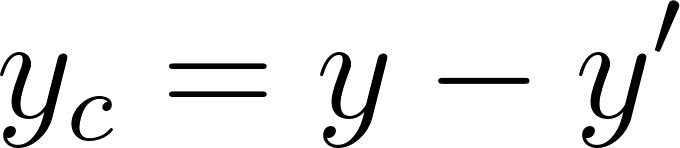 y_c = y − y′